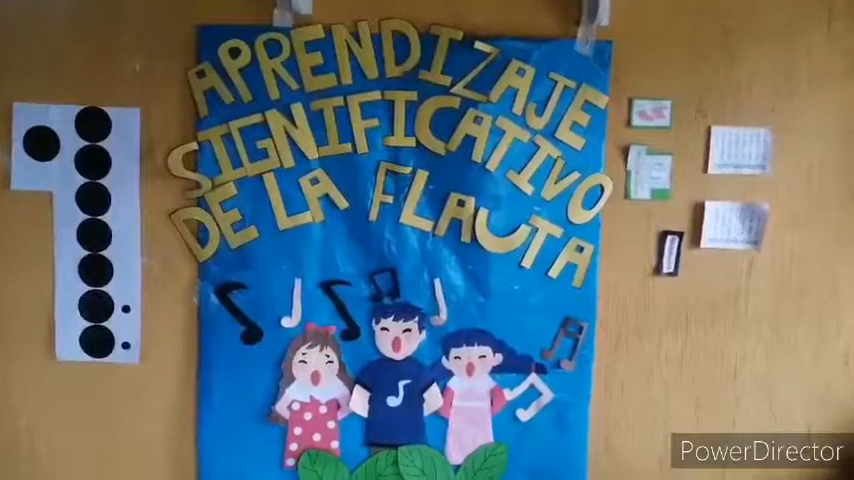 APRENDIZAJE
SIGNIFICATIVO
DE LA FLAUTA
PowerDirector